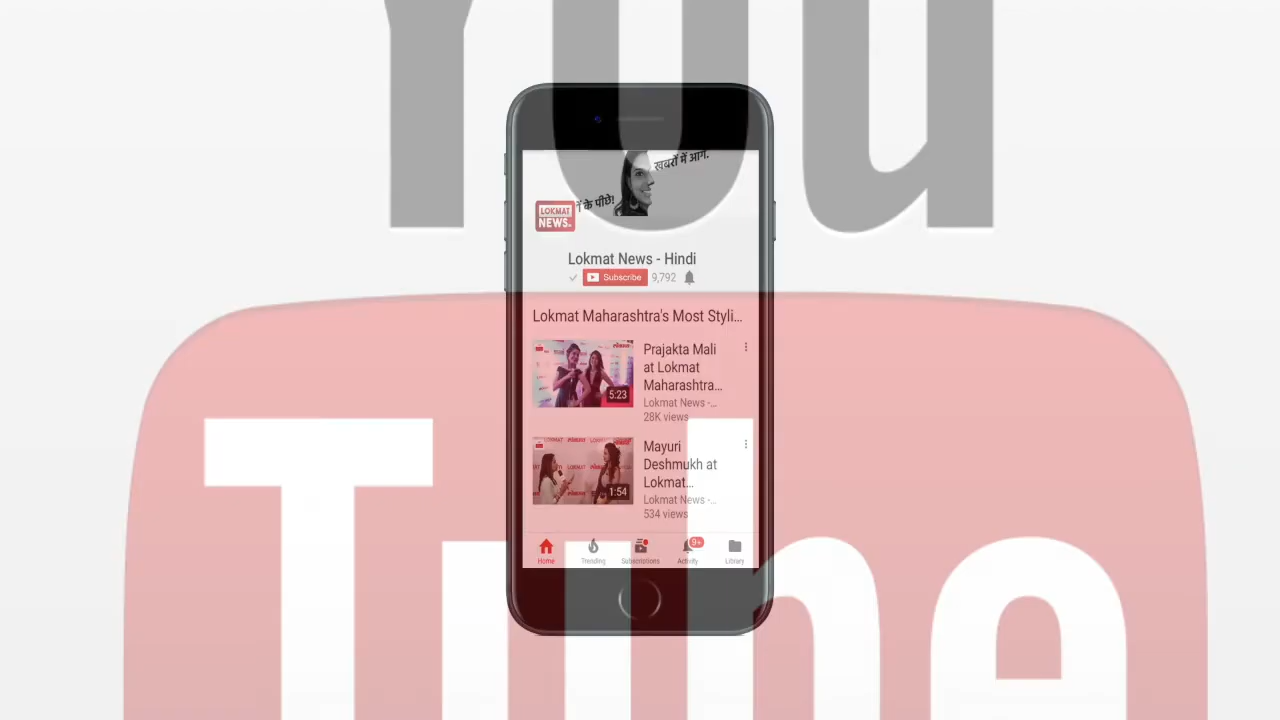 You
खबरों में आगे.
के पीछे!
LOKMAT
NEWS
Lokmat News - Hindi
Subscribe 9,792
Lokmat Maharashtra's Most Styli...
Prajakta Mali
at Lokmat
Maharashtra...
Lokmat News -...
28K views
5:23
Mayuri
Deshmukh at
Lokmat...
Lokmat News -...
534 views
1:54
9+
Home Trending Subscriptions Activity Library
Tube